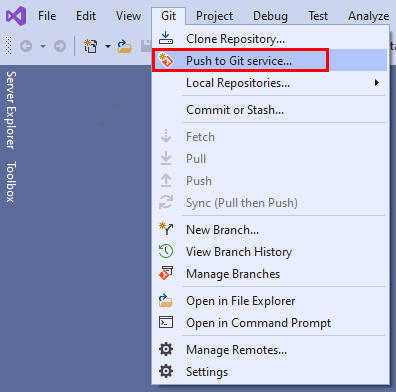 Edit View Git Project Debug Test Analyze
Clone Repository...
Push to Git service...
Local Repositories...
Commit or Stash...
Fetch
Pull
Push
Sync (Pull then Push)
New Branch...
View Branch History
Manage Branches
Open in File Explorer
Open in Command Prompt
Manage Remotes...
Settings
Server Explorer
Toolbox